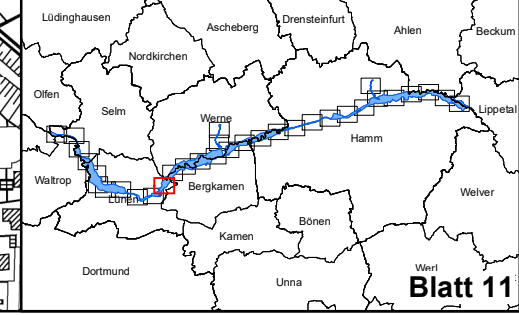 Lüdinghausen
Ascheberg
Drensteinfurt
Ahlen
Beckum
Nordkirchen
Olfen
Selm
Werne
Lippetal
Hamm
Waltrop
Lünen
Bergkamen
Welver
Bönen
Kamen
Dortmund
Unna
Werl
Blatt 11